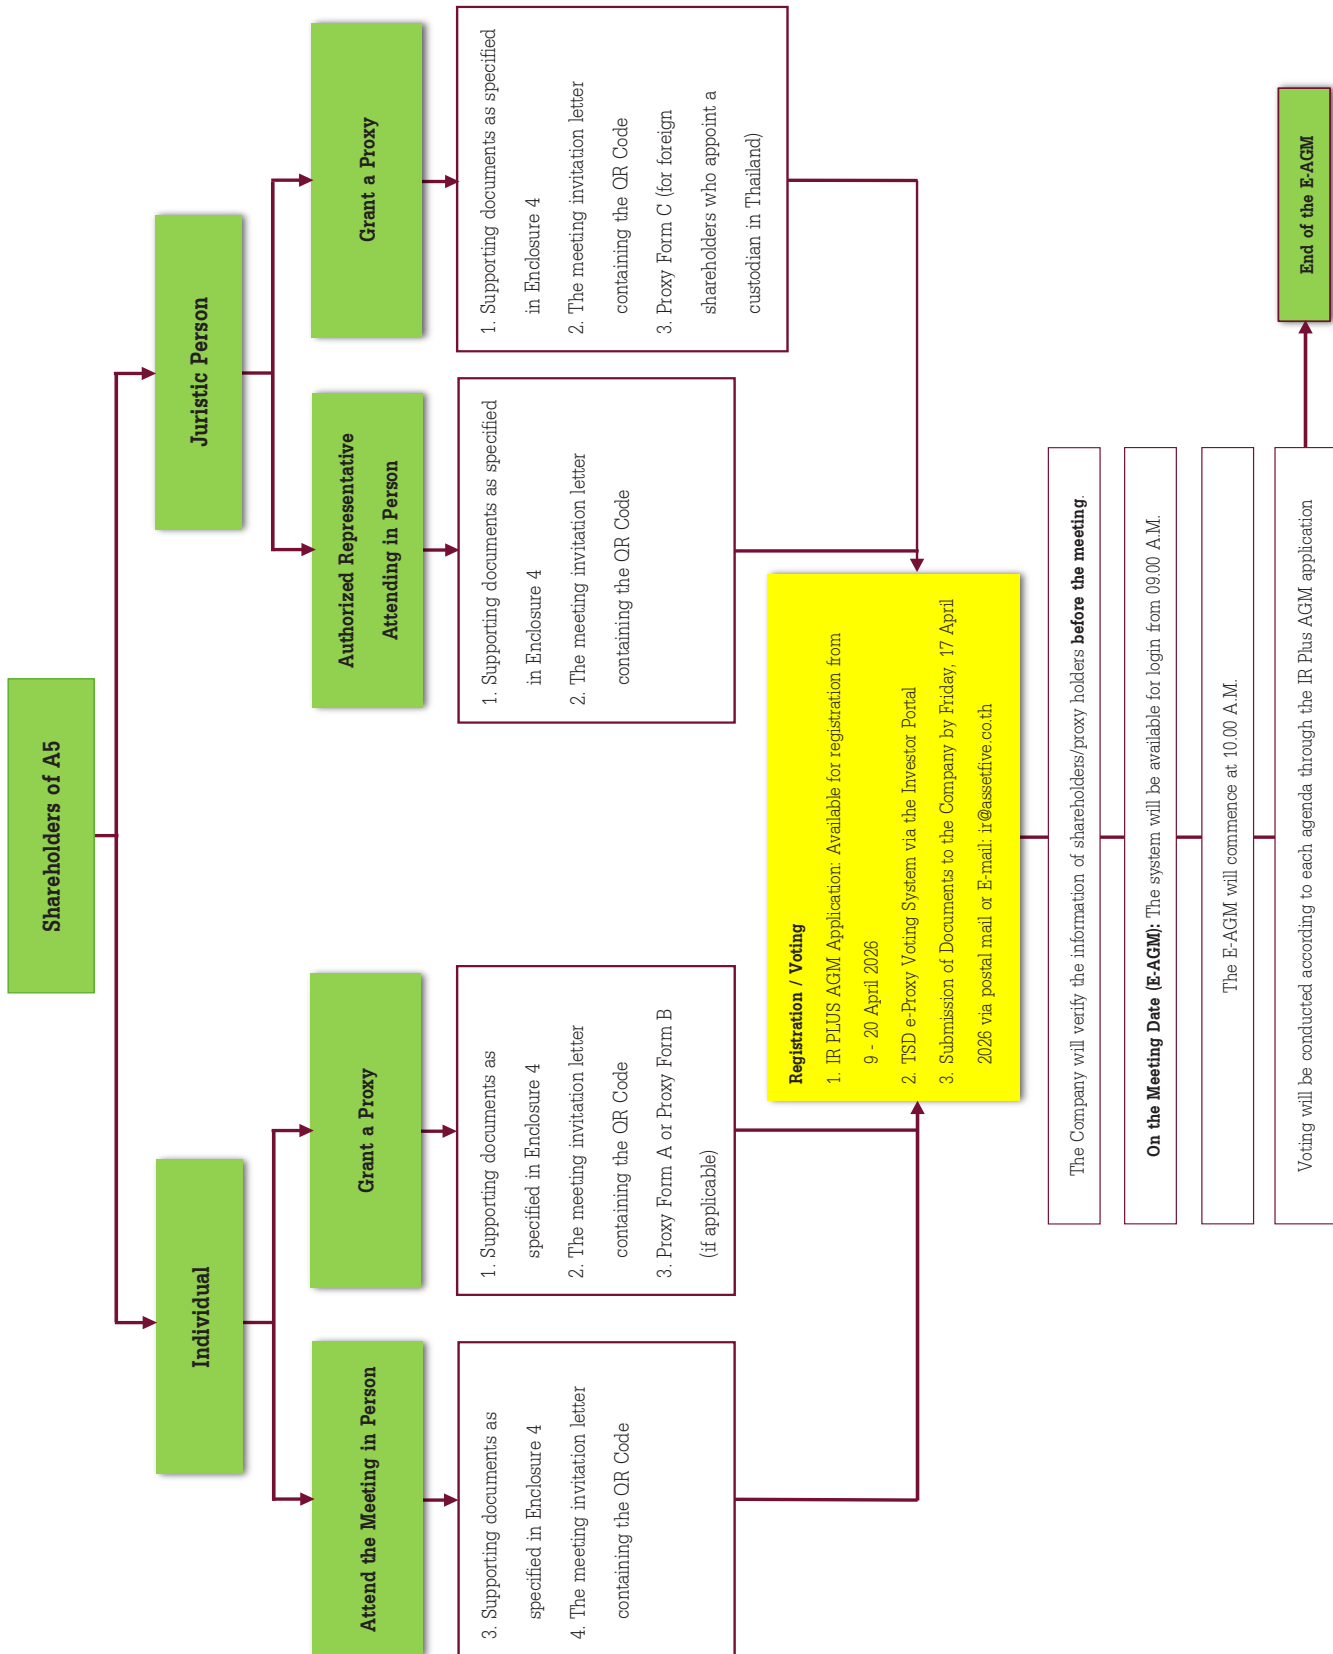 Shareholders of A5
Individual
Juristic Person
Attend the Meeting in Person
Grant a Proxy
Authorized Representative
Attending in Person
Grant a Proxy
3. Supporting documents as
specified in Enclosure 4
4. The meeting invitation letter
containing the QR Code
1. Supporting documents as
specified in Enclosure 4
2. The meeting invitation letter
containing the QR Code
3. Proxy Form A or Proxy Form B
(if applicable)
1. Supporting documents as specified
in Enclosure 4
2. The meeting invitation letter
containing the QR Code
1. Supporting documents as specified
in Enclosure 4
2. The meeting invitation letter
containing the QR Code
3. Proxy Form C (for foreign
shareholders who appoint a
custodian in Thailand)
Registration / Voting
1. IR PLUS AGM Application: Available for registration from
9 - 20 April 2026
2. TSD e-Proxy Voting System via the Investor Portal
3. Submission of Documents to the Company by Friday, 17 April
2026 via postal mail or E-mail: ir@assetfive.co.th
The Company will verify the information of shareholders/proxy holders before the meeting.
On the Meeting Date (E-AGM): The system will be available for login from 09.00 A.M.
The E-AGM will commence at 10.00 A.M.
Voting will be conducted according to each agenda through the IR Plus AGM application
End of the E-AGM